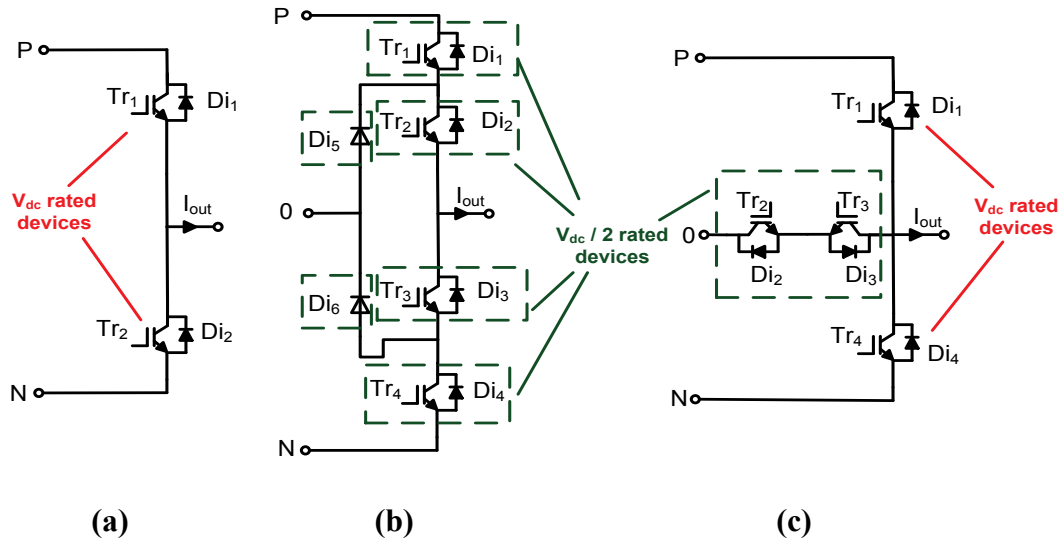 P
Tr1
Di1
Vdc rated
devices
Iout
Tr2
Di2
N
(a)
P
Tr1
Di1
Tr2
Di2
Di5
0
Iout
Vdc / 2 rated
devices
Di6
Tr3
Di3
Tr4
Di4
N
(b)
P
Tr1
Di1
Tr2
Tr3
0
Iout
Di2
Di3
Vdc rated
devices
Tr4
Di4
N
(c)